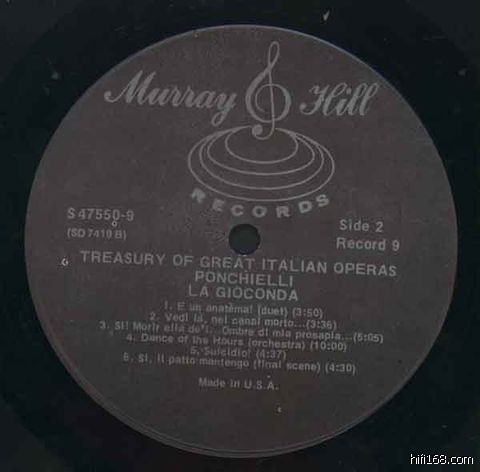 Murray Hill
RECORDS
S 47550-9
(SD 7419 B)
Side 2
Record 9
TREASURY OF GREAT ITALIAN OPERAS
PONCHIELLI
LA GIOCONDA
1. E un anatéma! (duet) (3:50)
2. Vedi là, nel canal morto...(3:36)
3. Si! Morir ella de'!...Ombre di mia prosapia...(5:05)
4. Dance of the Hours (orchestra) (10:00)
5. Suicidio! (4:37)
6. Si, il patto mantengo (final scene) (4:30)
Made in U.S.A.
hifi168.com